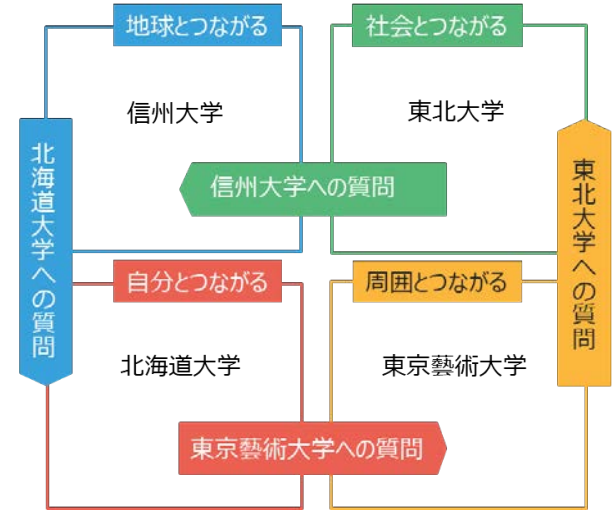 地球とつながる
社会とつながる
信州大学
東北大学
北海道大学への質問
信州大学への質問
東北大学への質問
自分とつながる
周囲とつながる
北海道大学
東京藝術大学
東京藝術大学への質問